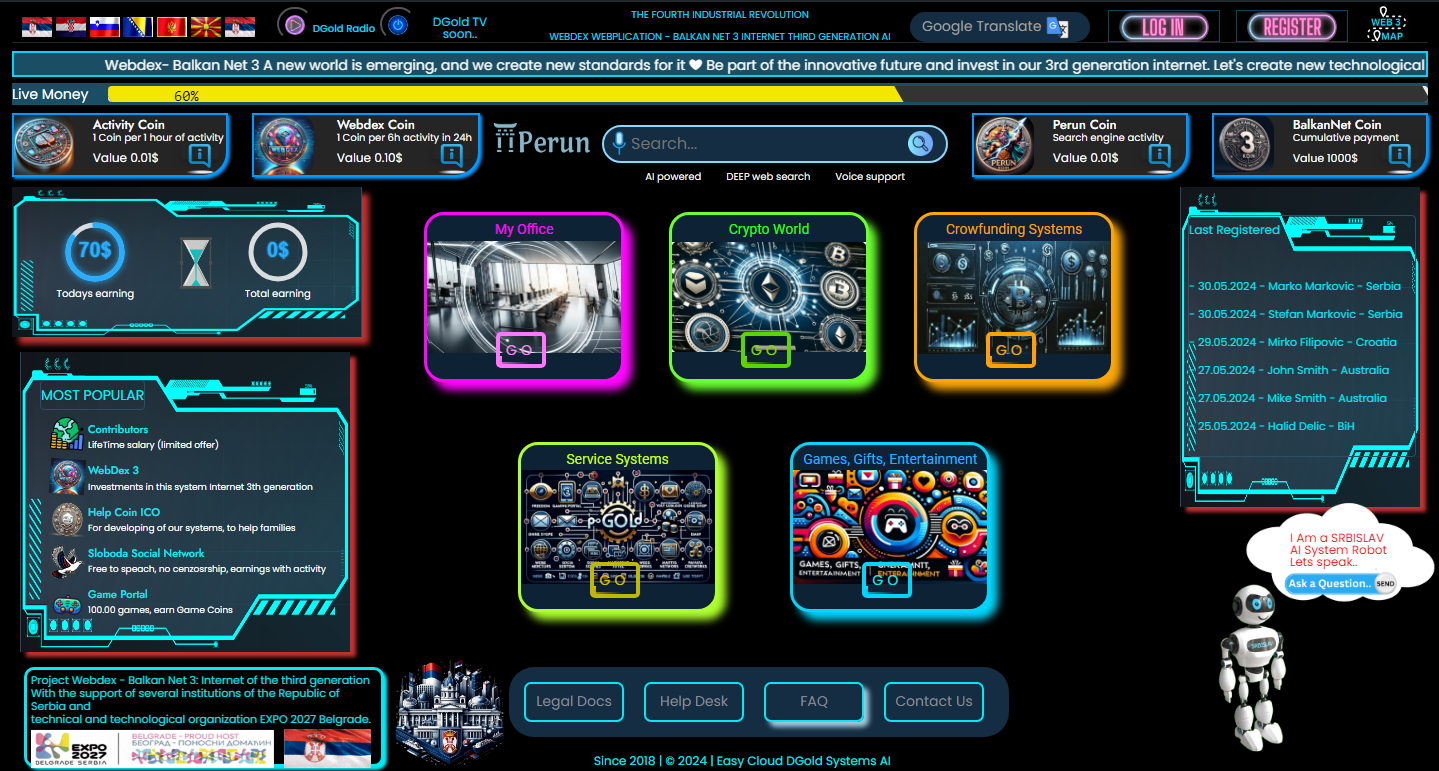 DGold Radio
DGold TV
soon..
THE FOURTH INDUSTRIAL REVOLUTION
WEBDEX WEBPLICATION - BALKAN NET 3 INTERNET THIRD GENERATION AI
Google Translate
LOG IN
REGISTER
WEB 3
MAP
Webdex- Balkan Net 3 A new world is emerging, and we create new standards for it ❤ Be part of the innovative future and invest in our 3rd generation internet. Let's create new technological
Live Money
60%
Activity Coin
1 Coin per 1 hour of activity
Value 0.01$
Webdex Coin
1 Coin per 6h activity in 24h
Value 0.10$
WEBDEX
Perun
Search...
AI powered
DEEP web search
Voice support
Perun Coin
Search engine activity
Value 0.01$
PERUN
BalkanNet Coin
Cumulative payment
Value 1000$
3
70$
Todays earning
0$
Total earning
My Office
GO
Crypto World
GO
Crowfunding Systems
GO
Last Registered
- 30.05.2024 - Marko Markovic - Serbia
- 30.05.2024 - Stefan Markovic - Serbia
- 29.05.2024 - Mirko Filipovic - Croatia
- 27.05.2024 - John Smith - Australia
- 27.05.2024 - Mike Smith - Australia
- 25.05.2024 - Halid Delic - BiH
MOST POPULAR
Contributors
LifeTime salary (limited offer)
WebDex 3
Investments in this system Internet 3th generation
Help Coin ICO
For developing of our systems, to help families
Sloboda Social Network
Free to speach, no cenzosrship, earnings with activity
Game Portal
100.00 games, earn Game Coins
Service Systems
p-GOLd
GO
Games, Gifts, Entertainment
GAMES, GIFTS,
GO
I Am a SRBISLAV
AI System Robot
Lets speak..
Ask a Question..
SEND
SRBISLAV
Project Webdex - Balkan Net 3: Internet of the third generation
With the support of several institutions of the Republic of
Serbia and
technical and technological organization EXPO 2027 Belgrade.
EXPO
2027
BELGRADE SERBIA
BELGRADE - PROUD HOST
БЕОГРАД - ПОНОСНИ ДОМАЋИН
Legal Docs
Help Desk
FAQ
Contact Us
Since 2018 | © 2024 | Easy Cloud DGold Systems AI